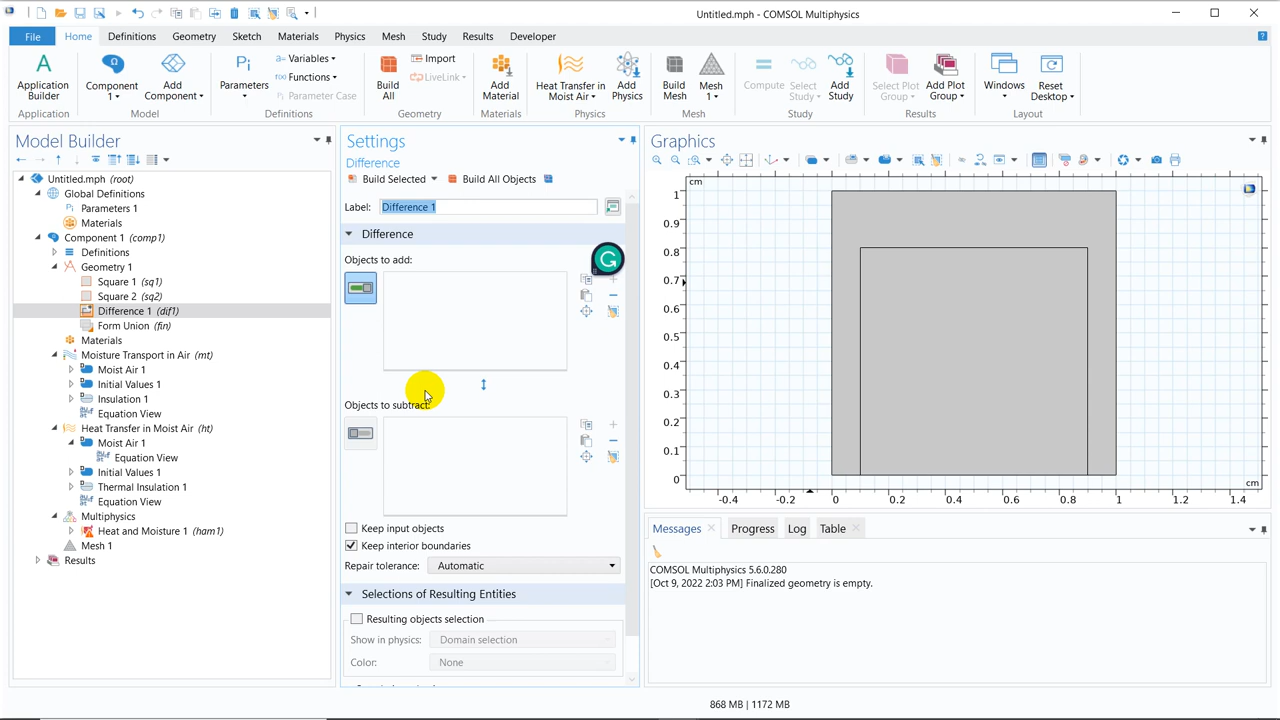 Untitled.mph - COMSOL Multiphysics
File Home Definitions Geometry Sketch Materials Physics Mesh Study Results Developer
Application Builder
Application
Component 1
Add Component
Model
Parameters
a= Variables
f(x) Functions
Pi Parameter Case
Definitions
Build All
Import
LiveLink
Geometry
Add Material
Materials
Heat Transfer in Moist Air
Add Physics
Physics
Build Mesh
Mesh 1
Mesh
Compute
Select Study
Add Study
Study
Select Plot Group
Add Plot Group
Results
Windows
Reset Desktop
Layout
Model Builder
Untitled.mph (root)
Global Definitions
Pi Parameters 1
Materials
Component 1 (comp1)
Definitions
Geometry 1
Square 1 (sq1)
Square 2 (sq2)
Difference 1 (dif1)
Form Union (fin)
Materials
Moisture Transport in Air (mt)
Moist Air 1
Initial Values 1
Insulation 1
Equation View
Heat Transfer in Moist Air (ht)
Moist Air 1
Equation View
Initial Values 1
Thermal Insulation 1
Equation View
Multiphysics
Heat and Moisture 1 (ham1)
Mesh 1
Results
Settings
Difference
Build Selected
Build All Objects
Label: Difference 1
Difference
Objects to add:
Objects to subtract:
Keep input objects
Keep interior boundaries
Repair tolerance: Automatic
Selections of Resulting Entities
Resulting objects selection
Show in physics: Domain selection
Color: None
Graphics
cm
1
0.9
0.8
0.7
0.6
0.5
0.4
0.3
0.2
0.1
0
cm
-0.4 -0.2 0 0.2 0.4 0.6 0.8 1 1.2 1.4
Messages Progress Log Table
COMSOL Multiphysics 5.6.0.280
[Oct 9, 2022 2:03 PM] Finalized geometry is empty.
868 MB | 1172 MB